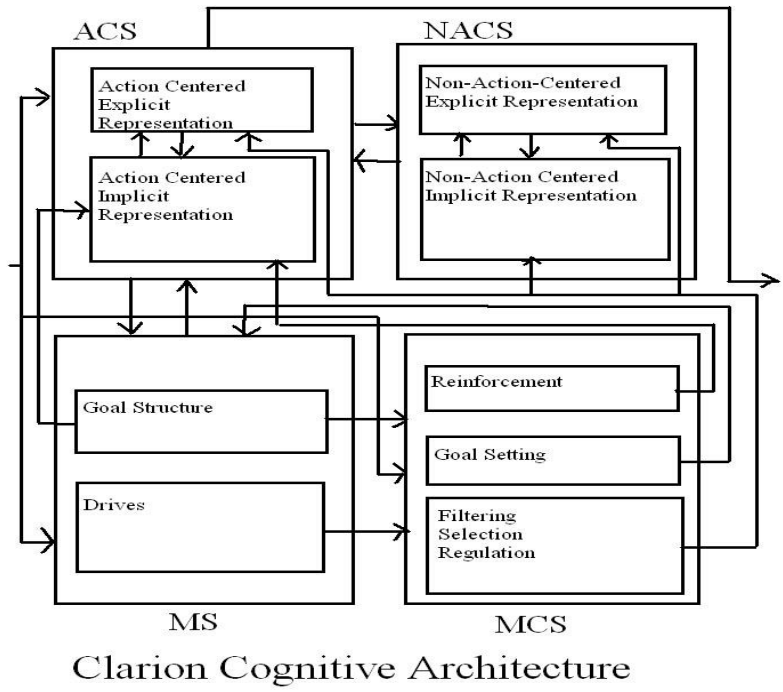 ACS
NACS
Action Centered
Explicit
Representation
Non-Action-Centered
Explicit Representation
Action Centered
Implicit
Representation
Non-Action Centered
Implicit Representation
Goal Structure
Drives
Reinforcement
Goal Setting
Filtering
Selection
Regulation
MS
MCS
Clarion Cognitive Architecture